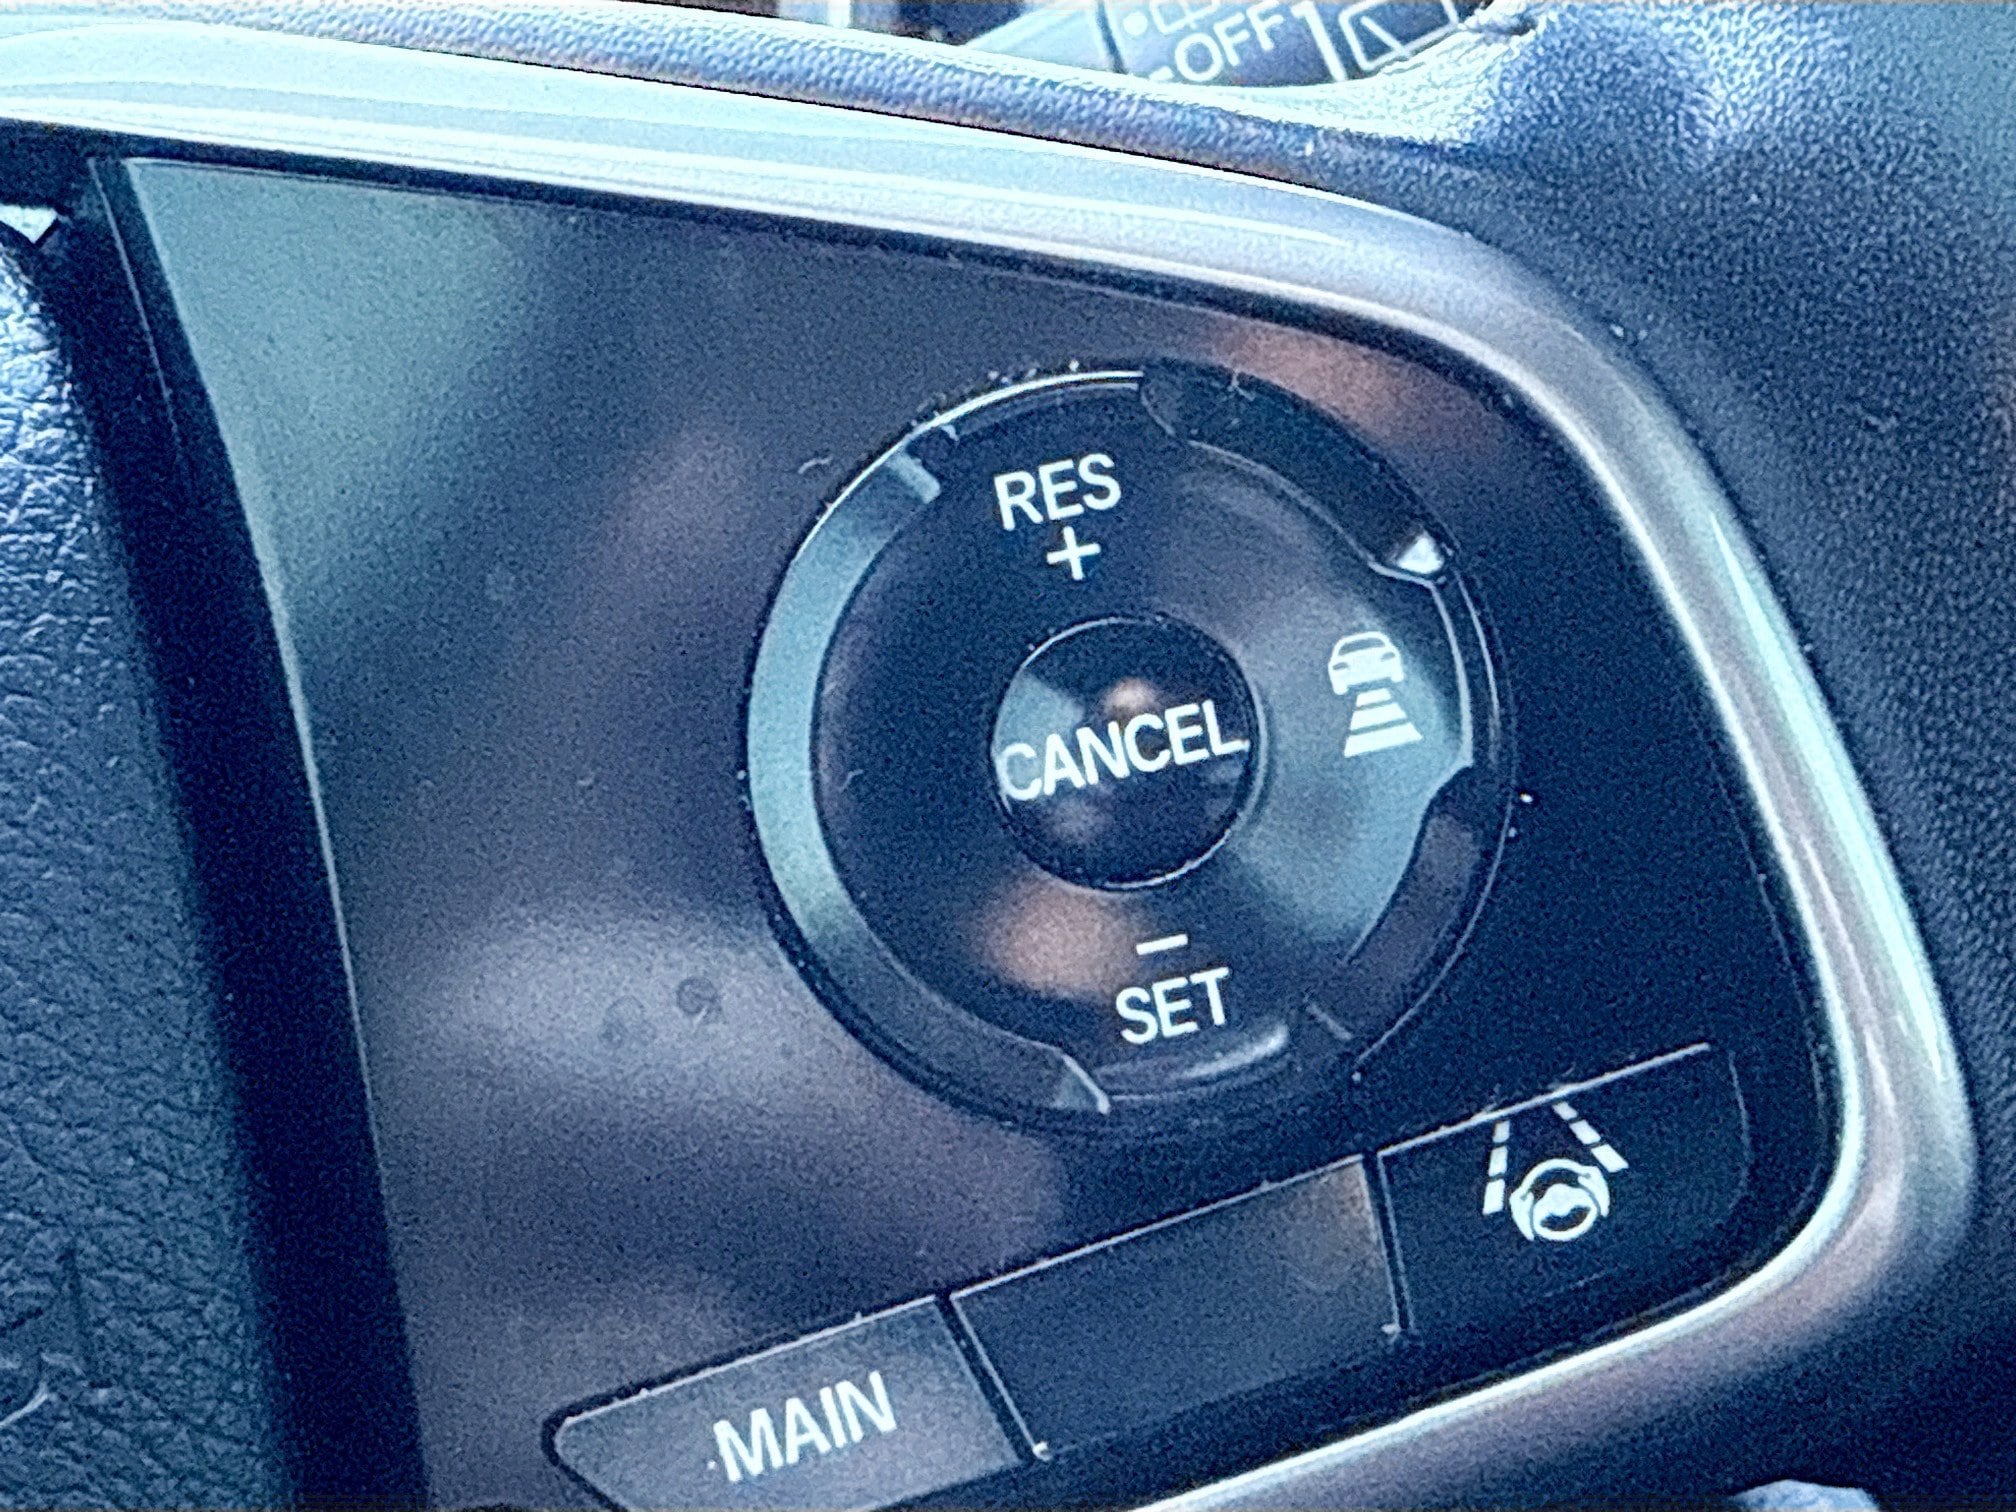 OFF
RES
+
CANCEL
−
SET
MAIN